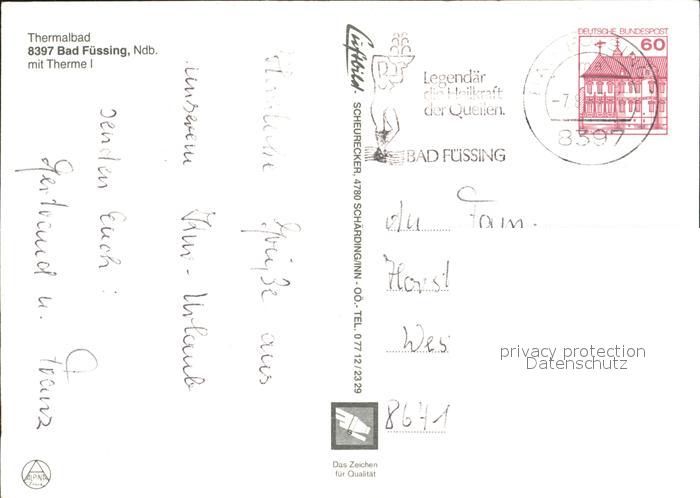 Thermalbad
8397 Bad Füssing, Ndb.
mit Therme I
Herzliche Grüße aus
unserem Kur-Urlaub
senden Euch:
Gertraud u. Franz
ALPINA
Das Zeichen
für Qualität
Luftbild. SCHEURECKER, 4780 SCHÄRDING/INN - OÖ.- TEL. 0 77 12 / 23 29
Legendär
die Heilkraft
der Quellen.
BAD FÜSSING
DEUTSCHE BUNDESPOST
60
8397
Fam.
Horst
8641
privacy protection
Datenschutz